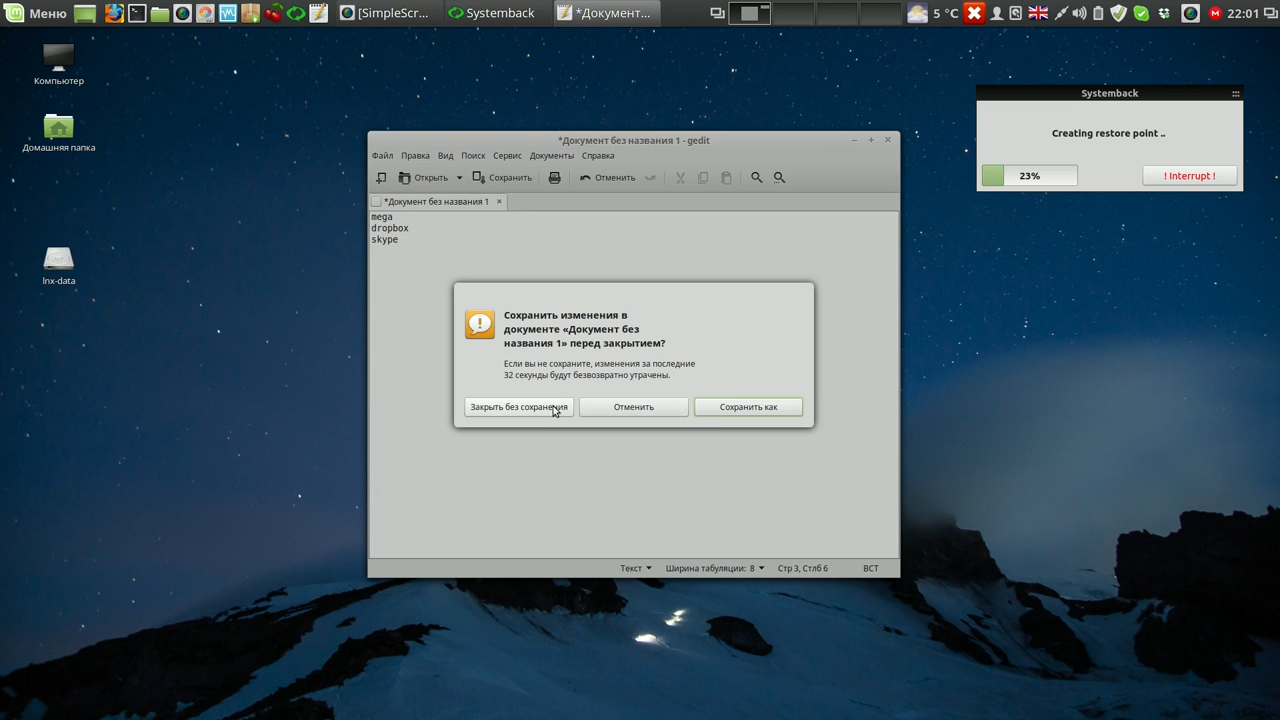 Меню
[SimpleScr...
Systemback
*Документ...
5 °C
22:01
Компьютер
Домашняя папка
lnx-data
Systemback
Creating restore point ..
23%
! Interrupt !
*Документ без названия 1 - gedit
Файл Правка Вид Поиск Сервис Документы Справка
Открыть Сохранить Отменить
*Документ без названия 1
mega
dropbox
skype
Сохранить изменения в
документе «Документ без
названия 1» перед закрытием?
Если вы не сохраните, изменения за последние
32 секунды будут безвозвратно утрачены.
Закрыть без сохранения Отменить Сохранить как
Текст Ширина табуляции: 8 Стр 3, Стлб 6 ВСТ